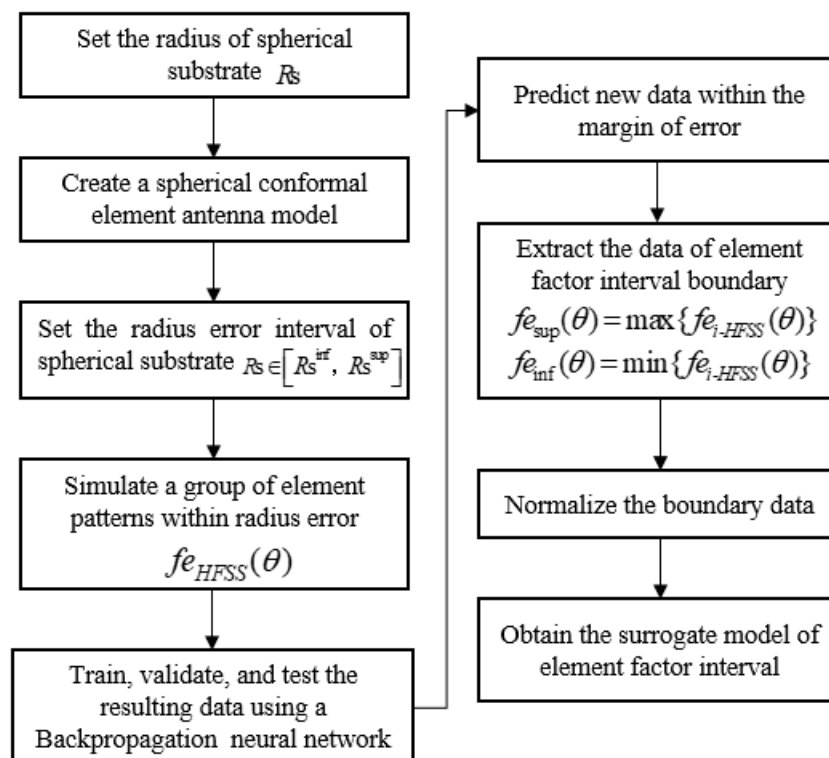 Set the radius of spherical
substrate Rs
Create a spherical conformal
element antenna model
Set the radius error interval of
spherical substrate Rs∈[Rs^inf, Rs^sup]
Simulate a group of element
patterns within radius error
fe_HFSS(θ)
Train, validate, and test the
resulting data using a
Backpropagation neural network
Predict new data within the
margin of error
Extract the data of element
factor interval boundary
fe_sup(θ)=max{fe_i-HFSS(θ)}
fe_inf(θ)=min{fe_i-HFSS(θ)}
Normalize the boundary data
Obtain the surrogate model of
element factor interval